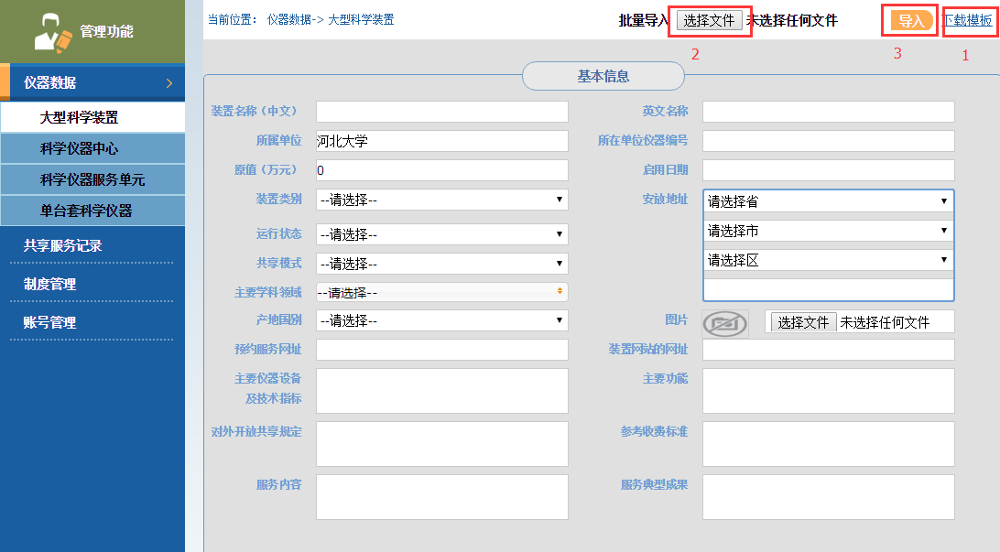 管理功能
仪器数据
大型科学装置
科学仪器中心
科学仪器服务单元
单台套科学仪器
共享服务记录
制度管理
账号管理
当前位置： 仪器数据-> 大型科学装置
批量导入 选择文件 未选择任何文件 导入 下载模板
2 3 1
基本信息
装置名称（中文） 英文名称
所属单位 河北大学 所在单位仪器编号
原值（万元） 0 启用日期
装置类别 --请选择-- 安放地址 请选择省
运行状态 --请选择-- 请选择市
共享模式 --请选择-- 请选择区
主要学科领域 --请选择--
产地国别 --请选择-- 图片 选择文件 未选择任何文件
预约服务网址 装置网站的网址
主要仪器设备 主要功能
及技术指标
对外开放共享规定 参考收费标准
服务内容 服务典型成果